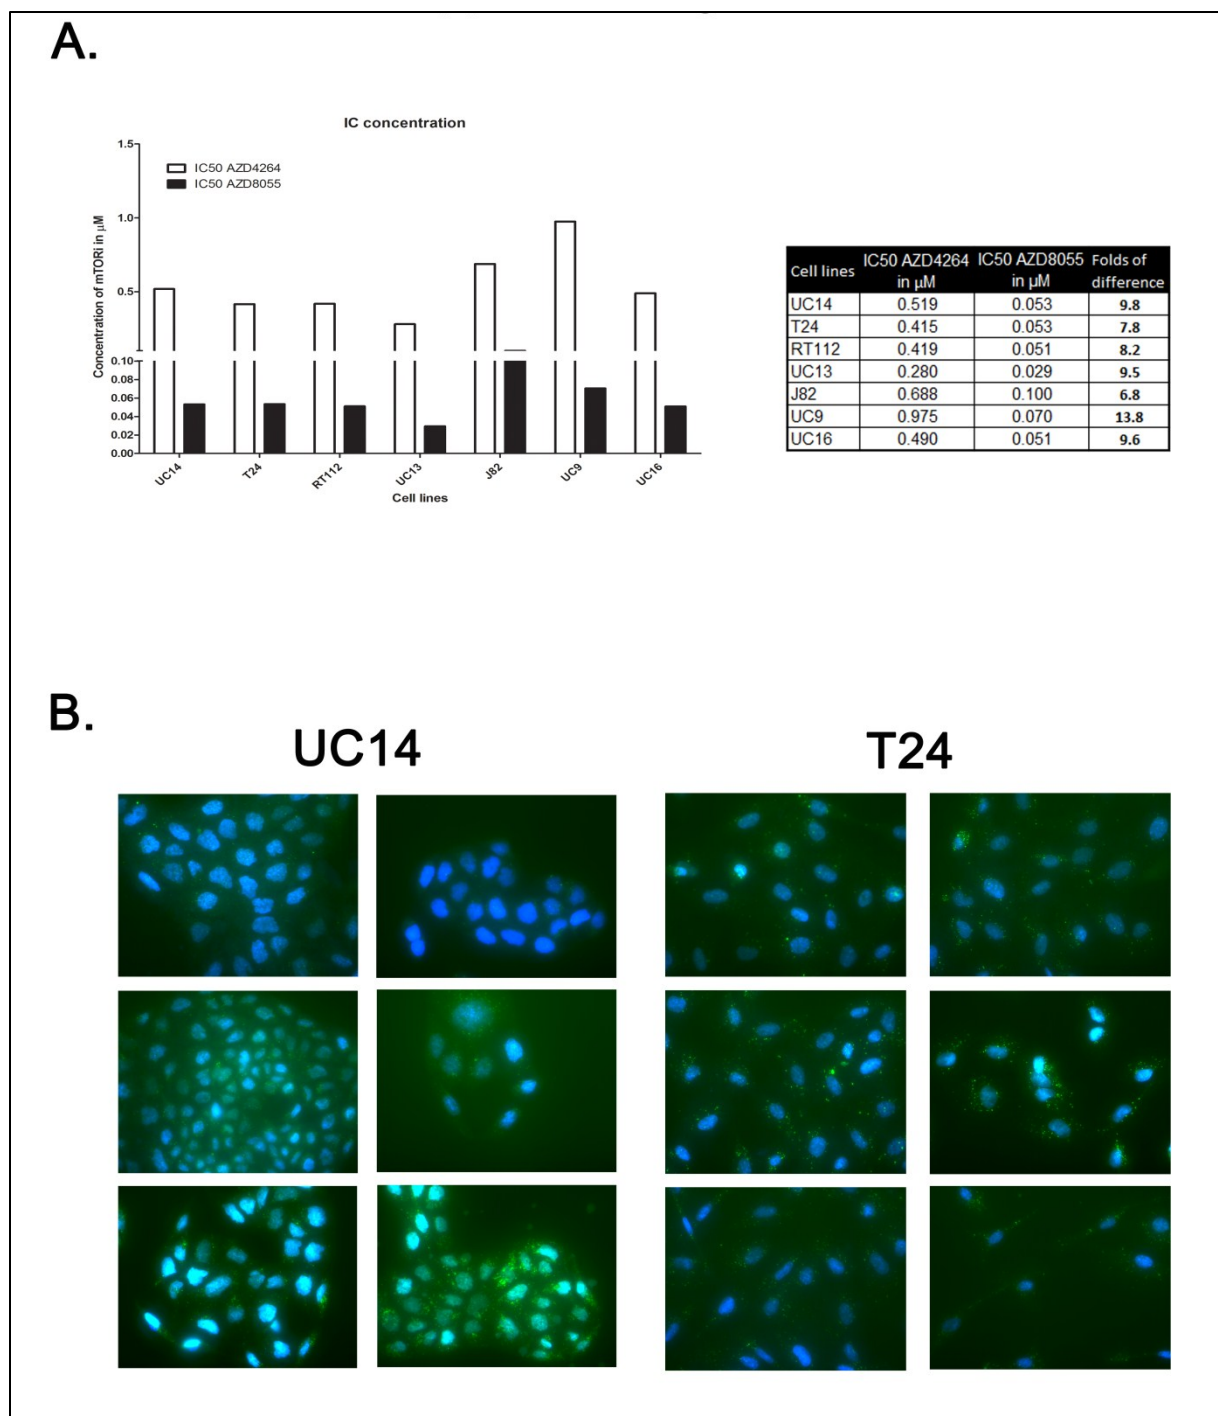 A.
IC concentration
1.5
1.0
0.5
0.10
0.08
0.06
0.04
0.02
0.00
Concentration of mTORi in µM
IC50 AZD4264
IC50 AZD8055
UC14
T24
RT112
UC13
J82
UC9
UC16
Cell lines
Cell lines IC50 AZD4264 in µM IC50 AZD8055 in µM Folds of difference
UC14 0.519 0.053 9.8
T24 0.415 0.053 7.8
RT112 0.419 0.051 8.2
UC13 0.280 0.029 9.5
J82 0.688 0.100 6.8
UC9 0.975 0.070 13.8
UC16 0.490 0.051 9.6
B.
UC14
T24